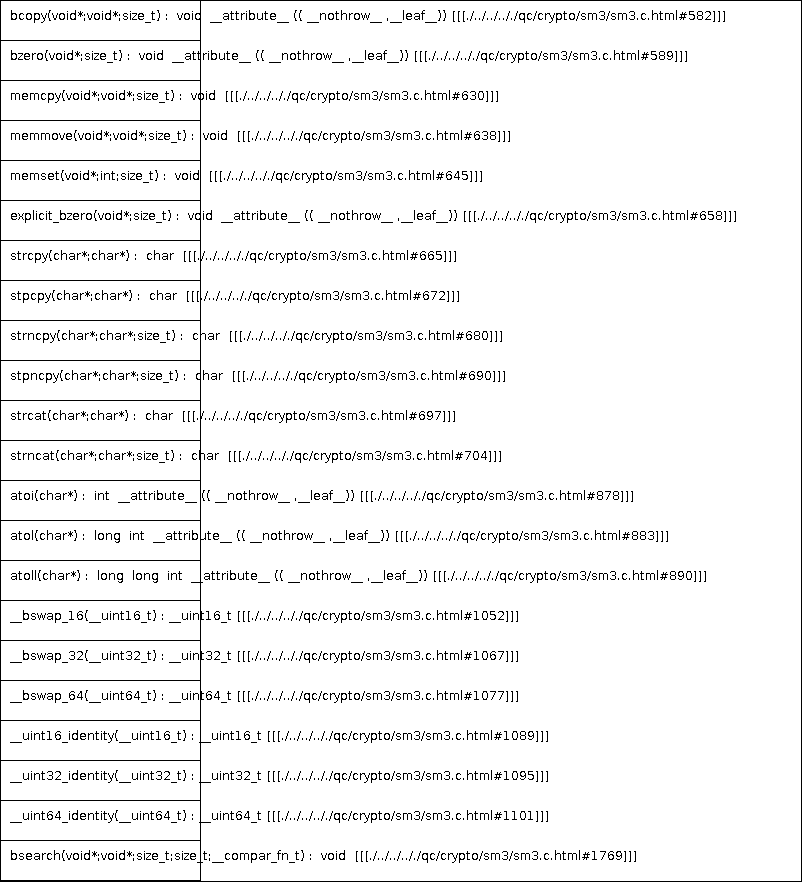 bcopy(void*;void*;size_t) : void __attribute__ (( __nothrow__ ,__leaf__)) [[[./../../../../qc/crypto/sm3/sm3.c.html#582]]]
bzero(void*;size_t) : void __attribute__ (( __nothrow__ ,__leaf__)) [[[./../../../../qc/crypto/sm3/sm3.c.html#589]]]
memcpy(void*;void*;size_t) : void [[[./../../../../qc/crypto/sm3/sm3.c.html#630]]]
memmove(void*;void*;size_t) : void [[[./../../../../qc/crypto/sm3/sm3.c.html#638]]]
memset(void*;int;size_t) : void [[[./../../../../qc/crypto/sm3/sm3.c.html#645]]]
explicit_bzero(void*;size_t) : void __attribute__ (( __nothrow__ ,__leaf__)) [[[./../../../../qc/crypto/sm3/sm3.c.html#658]]]
strcpy(char*;char*) : char [[[./../../../../qc/crypto/sm3/sm3.c.html#665]]]
stpcpy(char*;char*) : char [[[./../../../../qc/crypto/sm3/sm3.c.html#672]]]
strncpy(char*;char*;size_t) : char [[[./../../../../qc/crypto/sm3/sm3.c.html#680]]]
stpncpy(char*;char*;size_t) : char [[[./../../../../qc/crypto/sm3/sm3.c.html#690]]]
strcat(char*;char*) : char [[[./../../../../qc/crypto/sm3/sm3.c.html#697]]]
strncat(char*;char*;size_t) : char [[[./../../../../qc/crypto/sm3/sm3.c.html#704]]]
atoi(char*) : int __attribute__ (( __nothrow__ ,__leaf__)) [[[./../../../../qc/crypto/sm3/sm3.c.html#878]]]
atol(char*) : long int __attribute__ (( __nothrow__ ,__leaf__)) [[[./../../../../qc/crypto/sm3/sm3.c.html#883]]]
atoll(char*) : long long int __attribute__ (( __nothrow__ ,__leaf__)) [[[./../../../../qc/crypto/sm3/sm3.c.html#890]]]
__bswap_16(__uint16_t) : __uint16_t [[[./../../../../qc/crypto/sm3/sm3.c.html#1052]]]
__bswap_32(__uint32_t) : __uint32_t [[[./../../../../qc/crypto/sm3/sm3.c.html#1067]]]
__bswap_64(__uint64_t) : __uint64_t [[[./../../../../qc/crypto/sm3/sm3.c.html#1077]]]
__uint16_identity(__uint16_t) : __uint16_t [[[./../../../../qc/crypto/sm3/sm3.c.html#1089]]]
__uint32_identity(__uint32_t) : __uint32_t [[[./../../../../qc/crypto/sm3/sm3.c.html#1095]]]
__uint64_identity(__uint64_t) : __uint64_t [[[./../../../../qc/crypto/sm3/sm3.c.html#1101]]]
bsearch(void*;void*;size_t;size_t;__compar_fn_t) : void [[[./../../../../qc/crypto/sm3/sm3.c.html#1769]]]